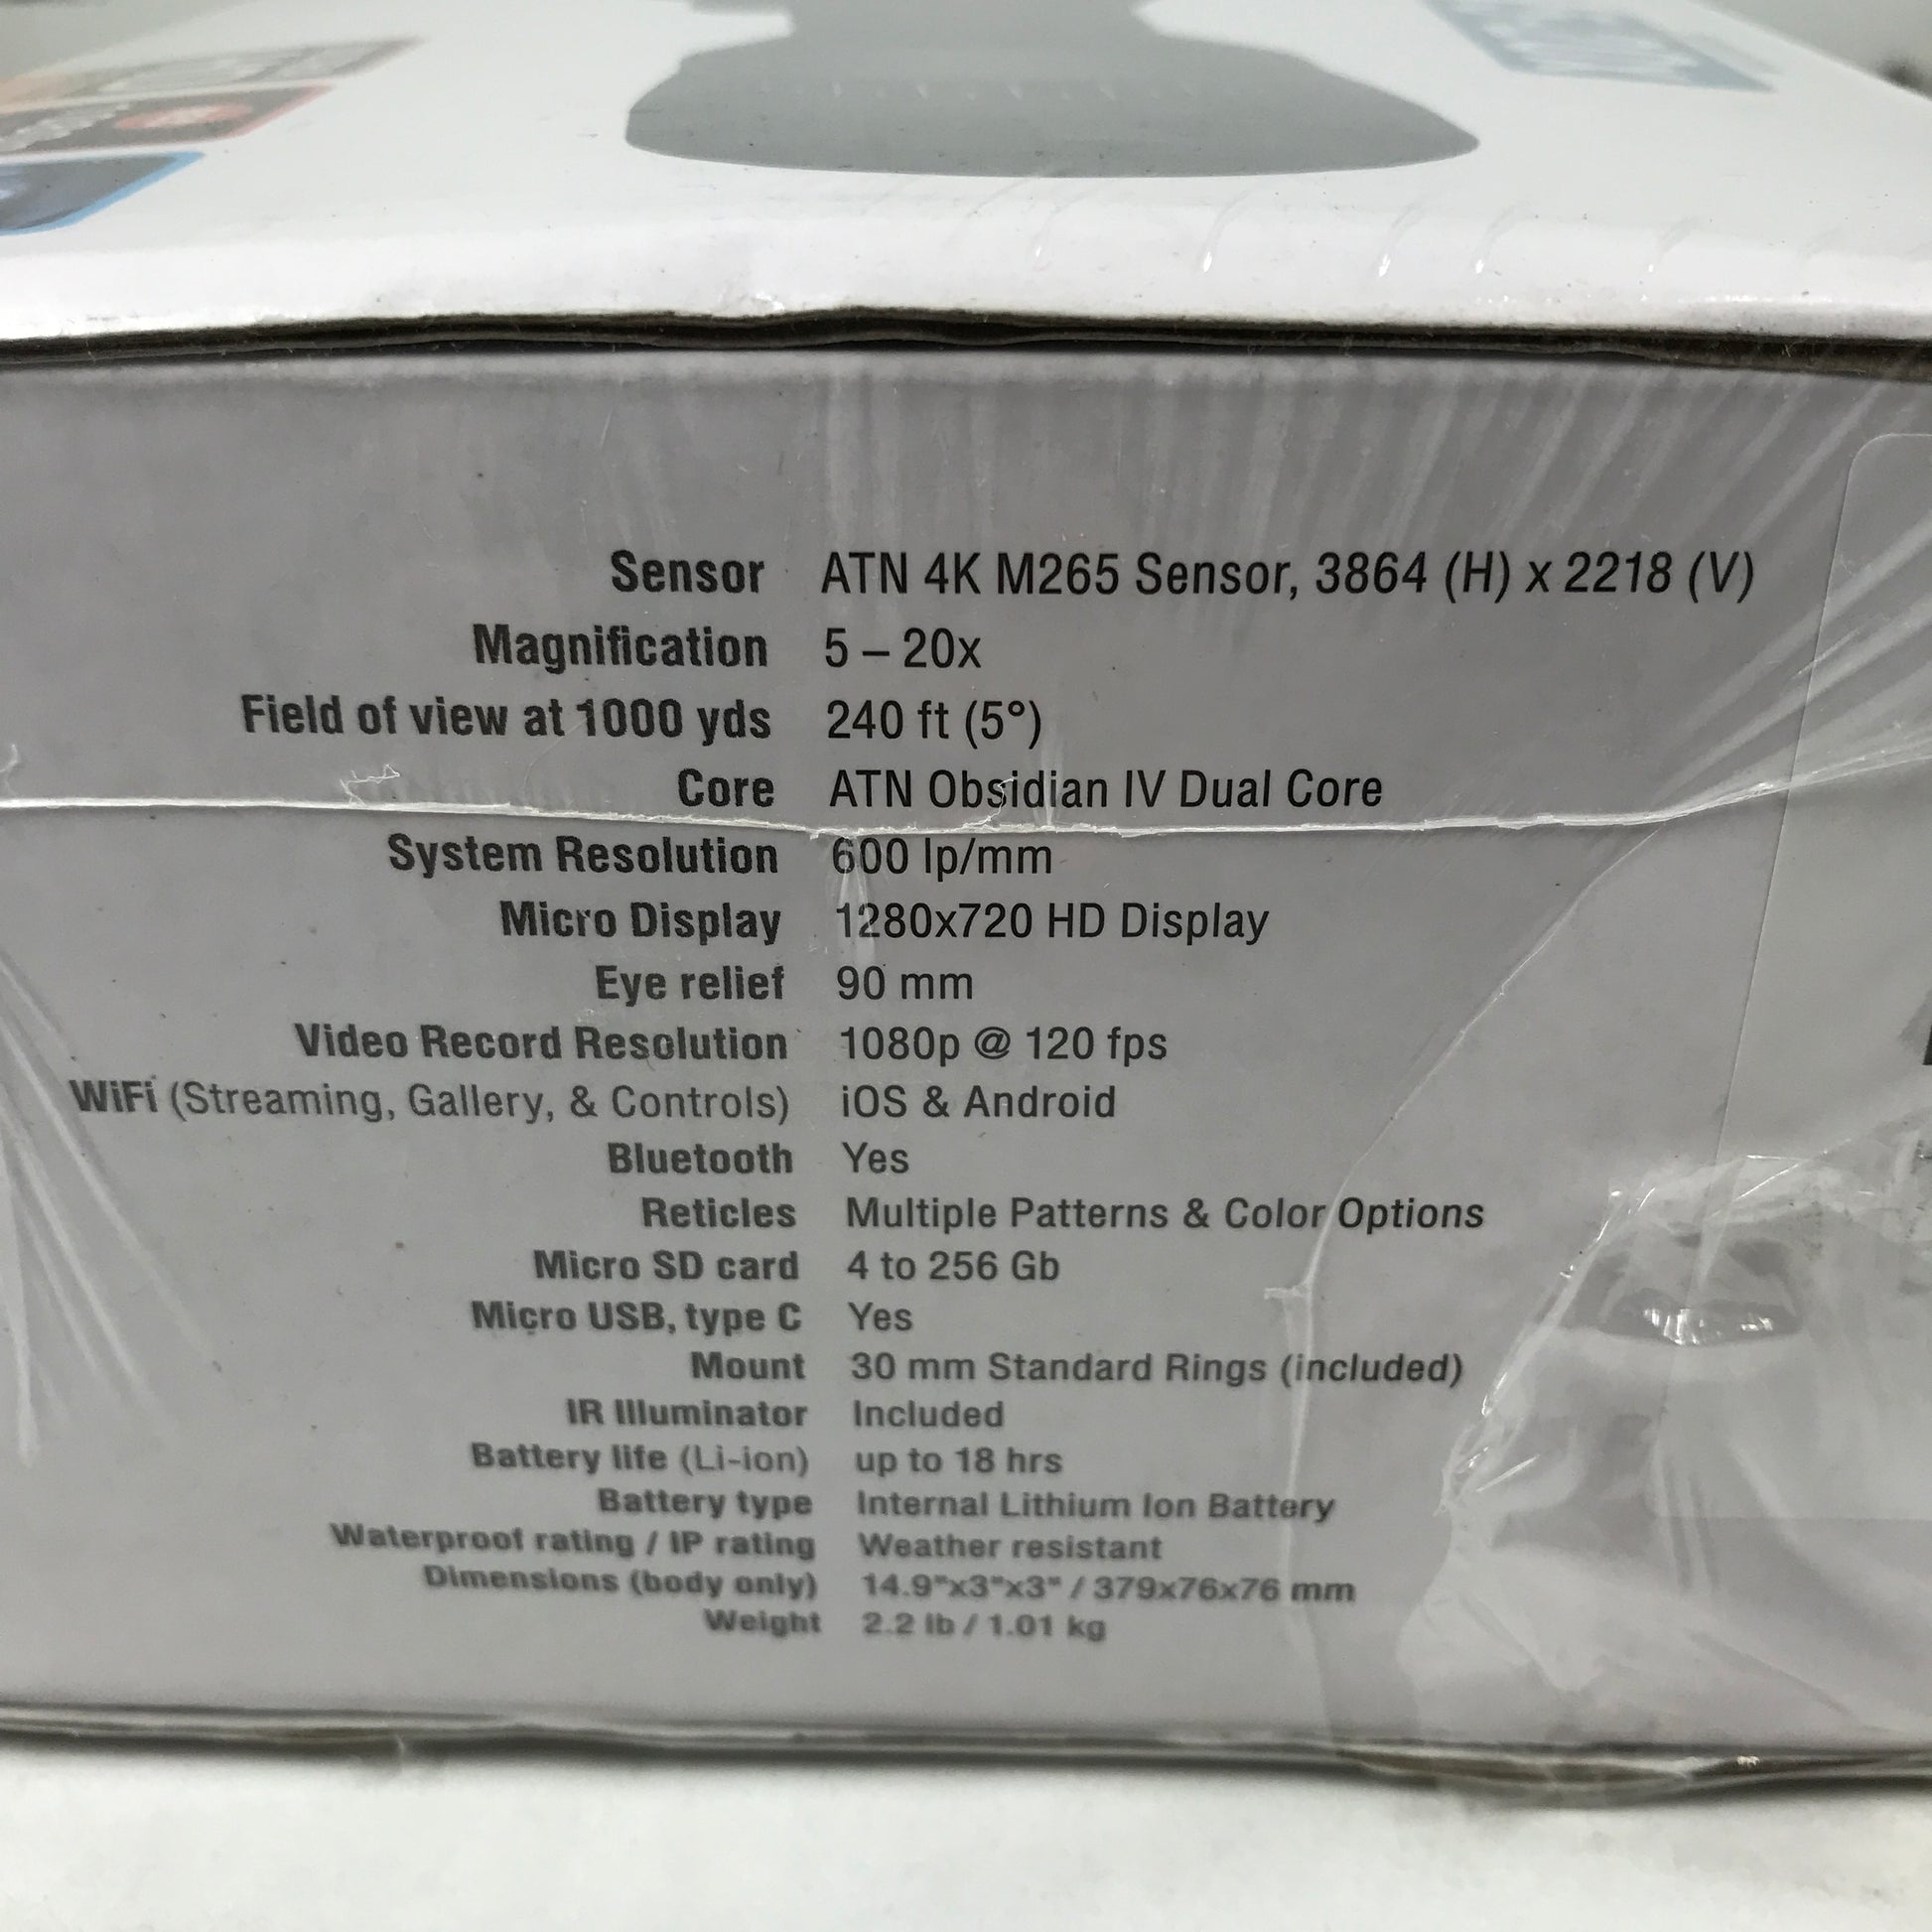 Sensor ATN 4K M265 Sensor, 3864 (H) x 2218 (V)
Magnification 5 – 20x
Field of view at 1000 yds 240 ft (5°)
Core ATN Obsidian IV Dual Core
System Resolution 600 lp/mm
Micro Display 1280x720 HD Display
Eye relief 90 mm
Video Record Resolution 1080p @ 120 fps
WiFi (Streaming, Gallery, & Controls) iOS & Android
Bluetooth Yes
Reticles Multiple Patterns & Color Options
Micro SD card 4 to 256 Gb
Micro USB, type C Yes
Mount 30 mm Standard Rings (included)
IR Illuminator Included
Battery life (Li-ion) up to 18 hrs
Battery type Internal Lithium Ion Battery
Waterproof rating / IP rating Weather resistant
Dimensions (body only) 14.9"x3"x3" / 379x76x76 mm
Weight 2.2 lb / 1.01 kg